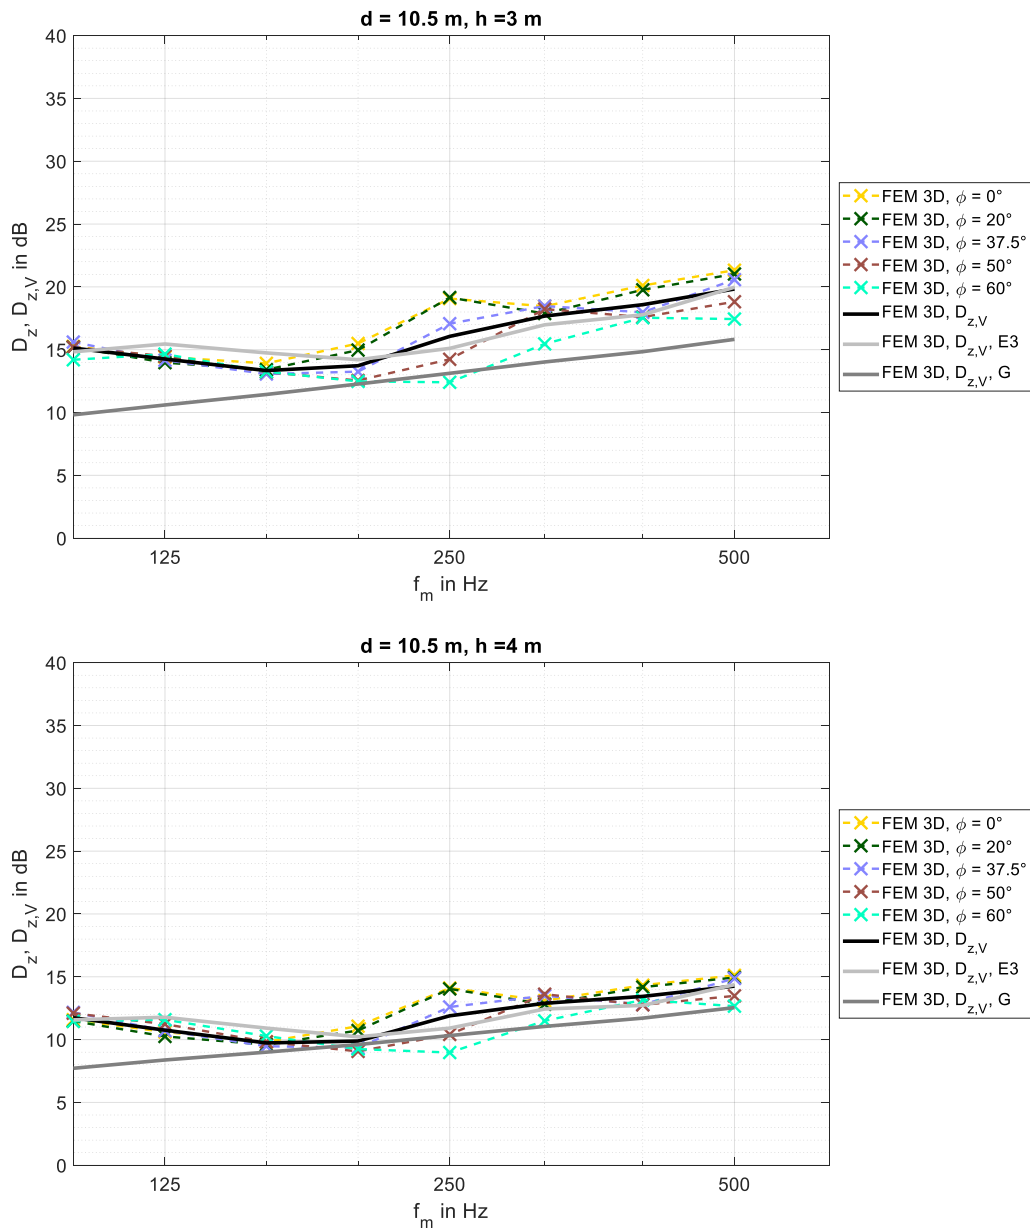 d = 10.5 m, h =3 m
40
35
30
25
20
15
10
5
0
D_z, D_z,V in dB
125
250
500
f_m in Hz
FEM 3D, ϕ = 0°
FEM 3D, ϕ = 20°
FEM 3D, ϕ = 37.5°
FEM 3D, ϕ = 50°
FEM 3D, ϕ = 60°
FEM 3D, D_z,V
FEM 3D, D_z,V, E3
FEM 3D, D_z,V, G
d = 10.5 m, h =4 m
40
35
30
25
20
15
10
5
0
D_z, D_z,V in dB
125
250
500
f_m in Hz
FEM 3D, ϕ = 0°
FEM 3D, ϕ = 20°
FEM 3D, ϕ = 37.5°
FEM 3D, ϕ = 50°
FEM 3D, ϕ = 60°
FEM 3D, D_z,V
FEM 3D, D_z,V, E3
FEM 3D, D_z,V, G